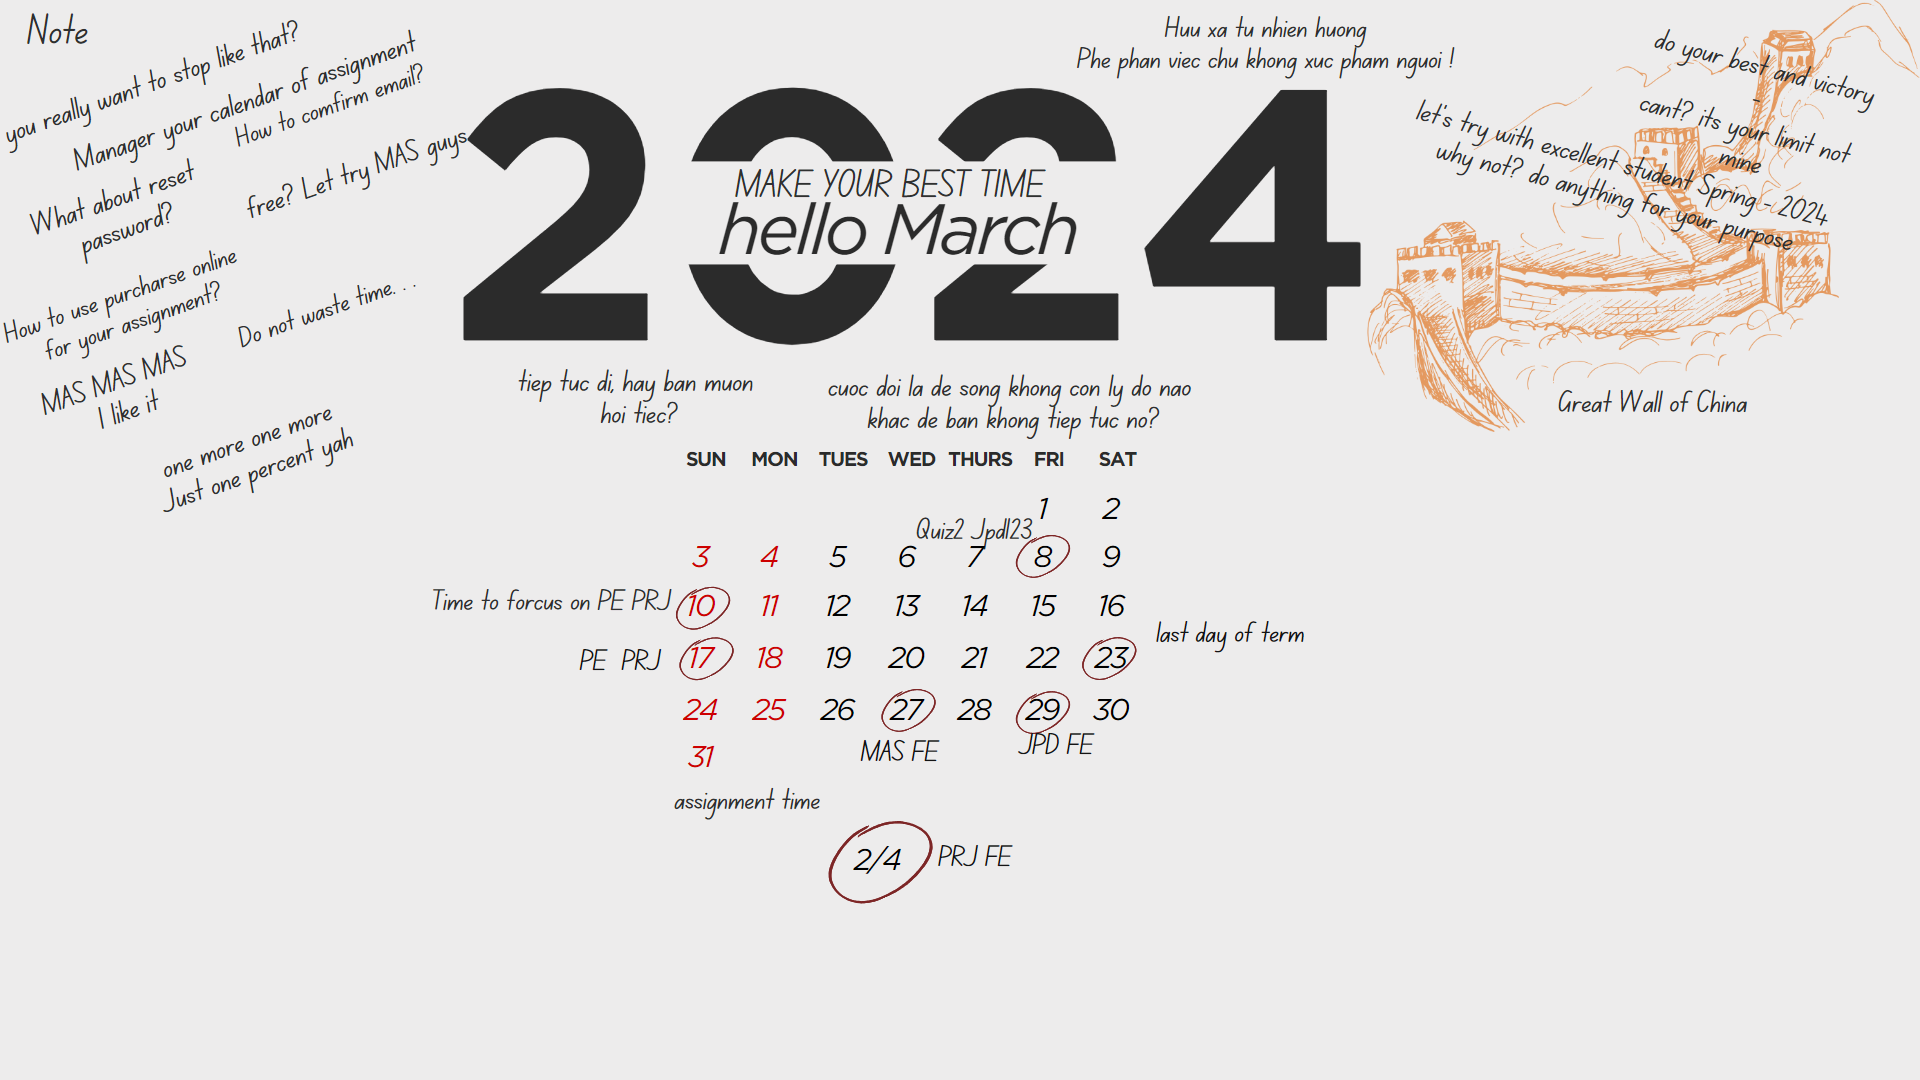 Note
you really want to stop like that?
Manager your calendar of assignment
How to comfirm email?
What about reset
password?
free? Let try MAS guys
How to use purcharse online
for your assignment?
Do not waste time. . .
MAS MAS MAS
I like it
one more one more
Just one percent yah
Huu xa tu nhien huong
Phe phan viec chu khong xuc pham nguoi !
2024
MAKE YOUR BEST TIME
hello March
do your best and victory
-
cant? its your limit not
mine
let's try with excellent student Spring - 2024
why not? do anything for your purpose
Great Wall of China
tiep tuc di, hay ban muon
hoi tiec?
cuoc doi la de song khong con ly do nao
khac de ban khong tiep tuc no?
SUN MON TUES WED THURS FRI SAT
1 2
Quiz2 Jpd123
3 4 5 6 7 8 9
Time to forcus on PE PRJ
10 11 12 13 14 15 16
last day of term
PE PRJ
17 18 19 20 21 22 23
24 25 26 27 28 29 30
MAS FE
JPD FE
31
assignment time
2/4 PRJ FE